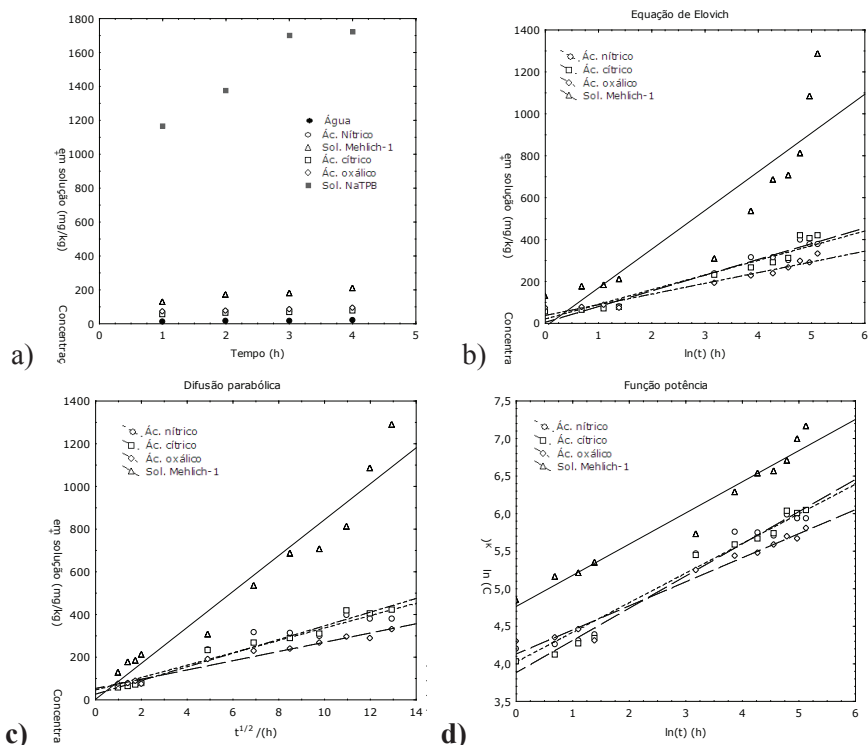 1800
1600
1400
1200
1000
800
600
400
200
0
0 1 2 3 4 5
Tempo (h)
Concentraç
em solução (mg/kg)
+
Água
Ác. Nítrico
Sol. Mehlich-1
Ác. cítrico
Ác. oxálico
Sol. NaTPB
a)
Equação de Elovich
1400
1200
1000
800
600
400
200
0
0 1 2 3 4 5 6
ln(t) (h)
Concentra
em solução (mg/kg)
+
Ác. nítrico
Ác. cítrico
Ác. oxálico
Sol. Mehlich-1
b)
Difusão parabólica
1400
1200
1000
800
600
400
200
0
0 2 4 6 8 10 12 14
t1/2 /(h)
Concentra
em solução (mg/kg)
+
Ác. nítrico
Ác. cítrico
Ác. oxálico
Sol. Mehlich-1
c)
Função potência
7,5
7,0
6,5
6,0
5,5
5,0
4,5
4,0
3,5
0 1 2 3 4 5 6
ln(t) (h)
ln (C
K)
Ác. nítrico
Ác. cítrico
Ác. oxálico
Sol. Mehlich-1
d)